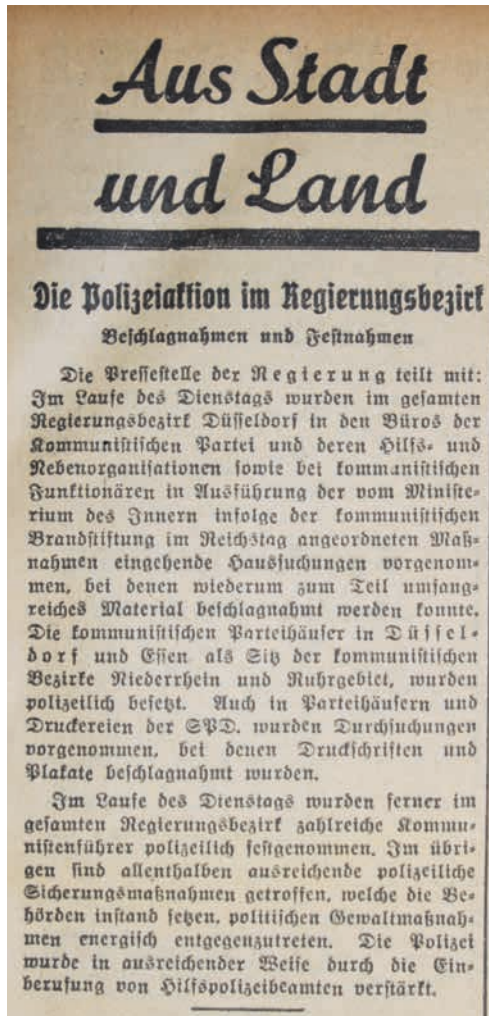 Aus Stadt
und Land
Die Polizeiaktion im Regierungsbezirk
Beschlagnahmen und Festnahmen
Die Pressestelle der Regierung teilt mit:
Im Laufe des Dienstags wurden im gesamten
Regierungsbezirk Düsseldorf in den Büros der
Kommunistischen Partei und deren Hilfs- und
Nebenorganisationen sowie bei kommunistischen
Funktionären in Ausführung der vom Ministe-
rium des Innern infolge der kommunistischen
Brandstiftung im Reichstag angeordneten Maß-
nahmen eingehende Haussuchungen vorgenom-
men, bei denen wiederum zum Teil umfang-
reiches Material beschlagnahmt werden konnte.
Die kommunistischen Parteihäuser in Düssel-
dorf und Essen als Sitz der kommunistischen
Bezirke Niederrhein und Ruhrgebiet, wurden
polizeilich besetzt. Auch in Parteihäusern und
Druckereien der SPD. wurden Durchsuchungen
vorgenommen, bei denen Druckschriften und
Plakate beschlagnahmt wurden.
Im Laufe des Dienstags wurden ferner im
gesamten Regierungsbezirk zahlreiche Kommu-
nistenführer polizeilich festgenommen. Im übri-
gen sind allenthalben ausreichende polizeiliche
Sicherungsmaßnahmen getroffen, welche die Be-
hörden instand setzen, politischen Gewaltmaßnah-
men energisch entgegenzutreten. Die Polizei
wurde in ausreichender Weise durch die Ein-
berufung von Hilfspolizeibeamten verstärkt.